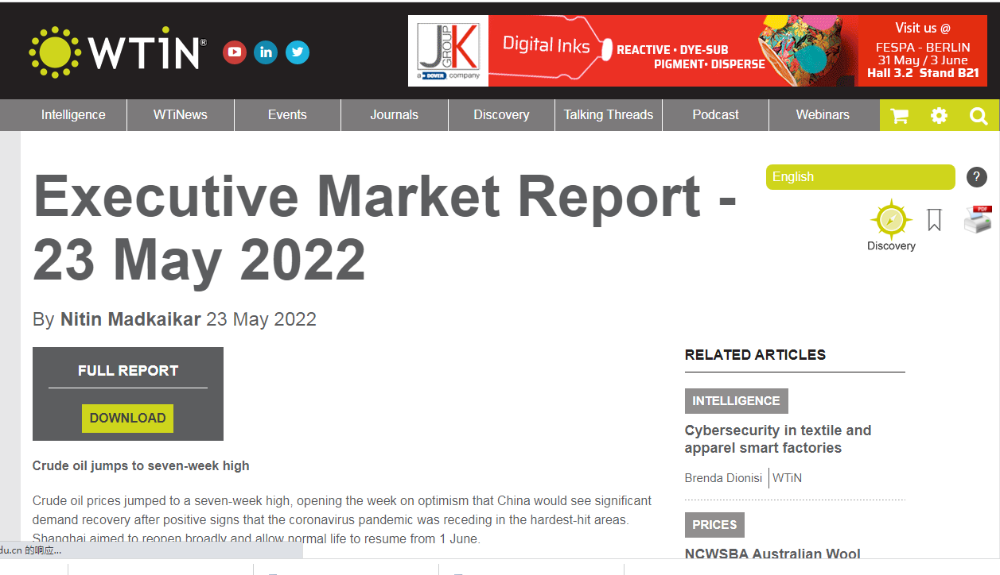 WTiN®
JK GROUP
a DOVER company
Digital Inks
REACTIVE • DYE-SUB
PIGMENT• DISPERSE
Visit us @
FESPA - BERLIN
31 May / 3 June
Hall 3.2 Stand B21
Intelligence
WTiNews
Events
Journals
Discovery
Talking Threads
Podcast
Webinars
Executive Market Report -
23 May 2022
English
?
Discovery
PDF
By Nitin Madkaikar 23 May 2022
FULL REPORT
DOWNLOAD
Crude oil jumps to seven-week high
Crude oil prices jumped to a seven-week high, opening the week on optimism that China would see significant
demand recovery after positive signs that the coronavirus pandemic was receding in the hardest-hit areas.
Shanghai aimed to reopen broadly and allow normal life to resume from 1 June.
RELATED ARTICLES
INTELLIGENCE
Cybersecurity in textile and
apparel smart factories
Brenda Dionisi | WTiN
PRICES
NCWSBA Australian Wool
du.cn 的响应...